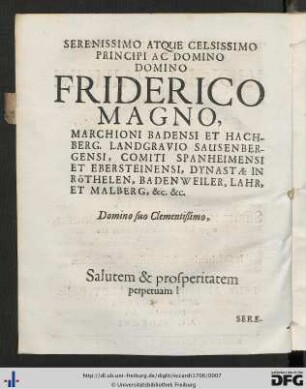 SERENISSIMO ATQUE CELSISSIMO
PRINCIPI AC DOMINO
DOMINO
FRIDERICO
MAGNO,
MARCHIONI BADENSI ET HACH-
BERG. LANDGRAVIO SAUSENBER-
GENSI, COMITI SPANHEIMENSI
ET EBERSTEINENSI, DYNASTÆ IN
RöTHELEN, BADENWEILER, LAHR,
ET MALBERG, &c. &c.
Domino suo Clementissimo,
Salutem & prosperitatem
perpetuam!
SERE-
http://dl.ub.uni-freiburg.de/diglit/eccard1706/0007
© Universitätsbibliothek Freiburg
DFG